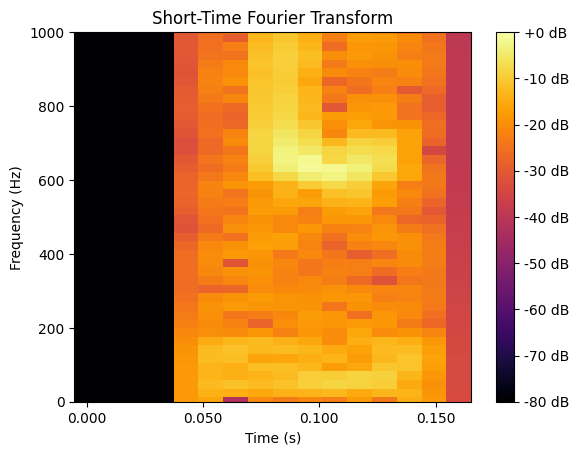 Short-Time Fourier Transform
1000
800
600
400
200
0
Frequency (Hz)
0.000
0.050
0.100
0.150
Time (s)
+0 dB
-10 dB
-20 dB
-30 dB
-40 dB
-50 dB
-60 dB
-70 dB
-80 dB